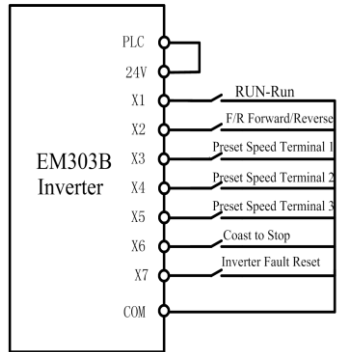 PLC
24V
X1 RUN-Run
X2 F/R Forward/Reverse
X3 Preset Speed Terminal 1
EM303B
Inverter
X4 Preset Speed Terminal 2
X5 Preset Speed Terminal 3
X6 Coast to Stop
X7 Inverter Fault Reset
COM